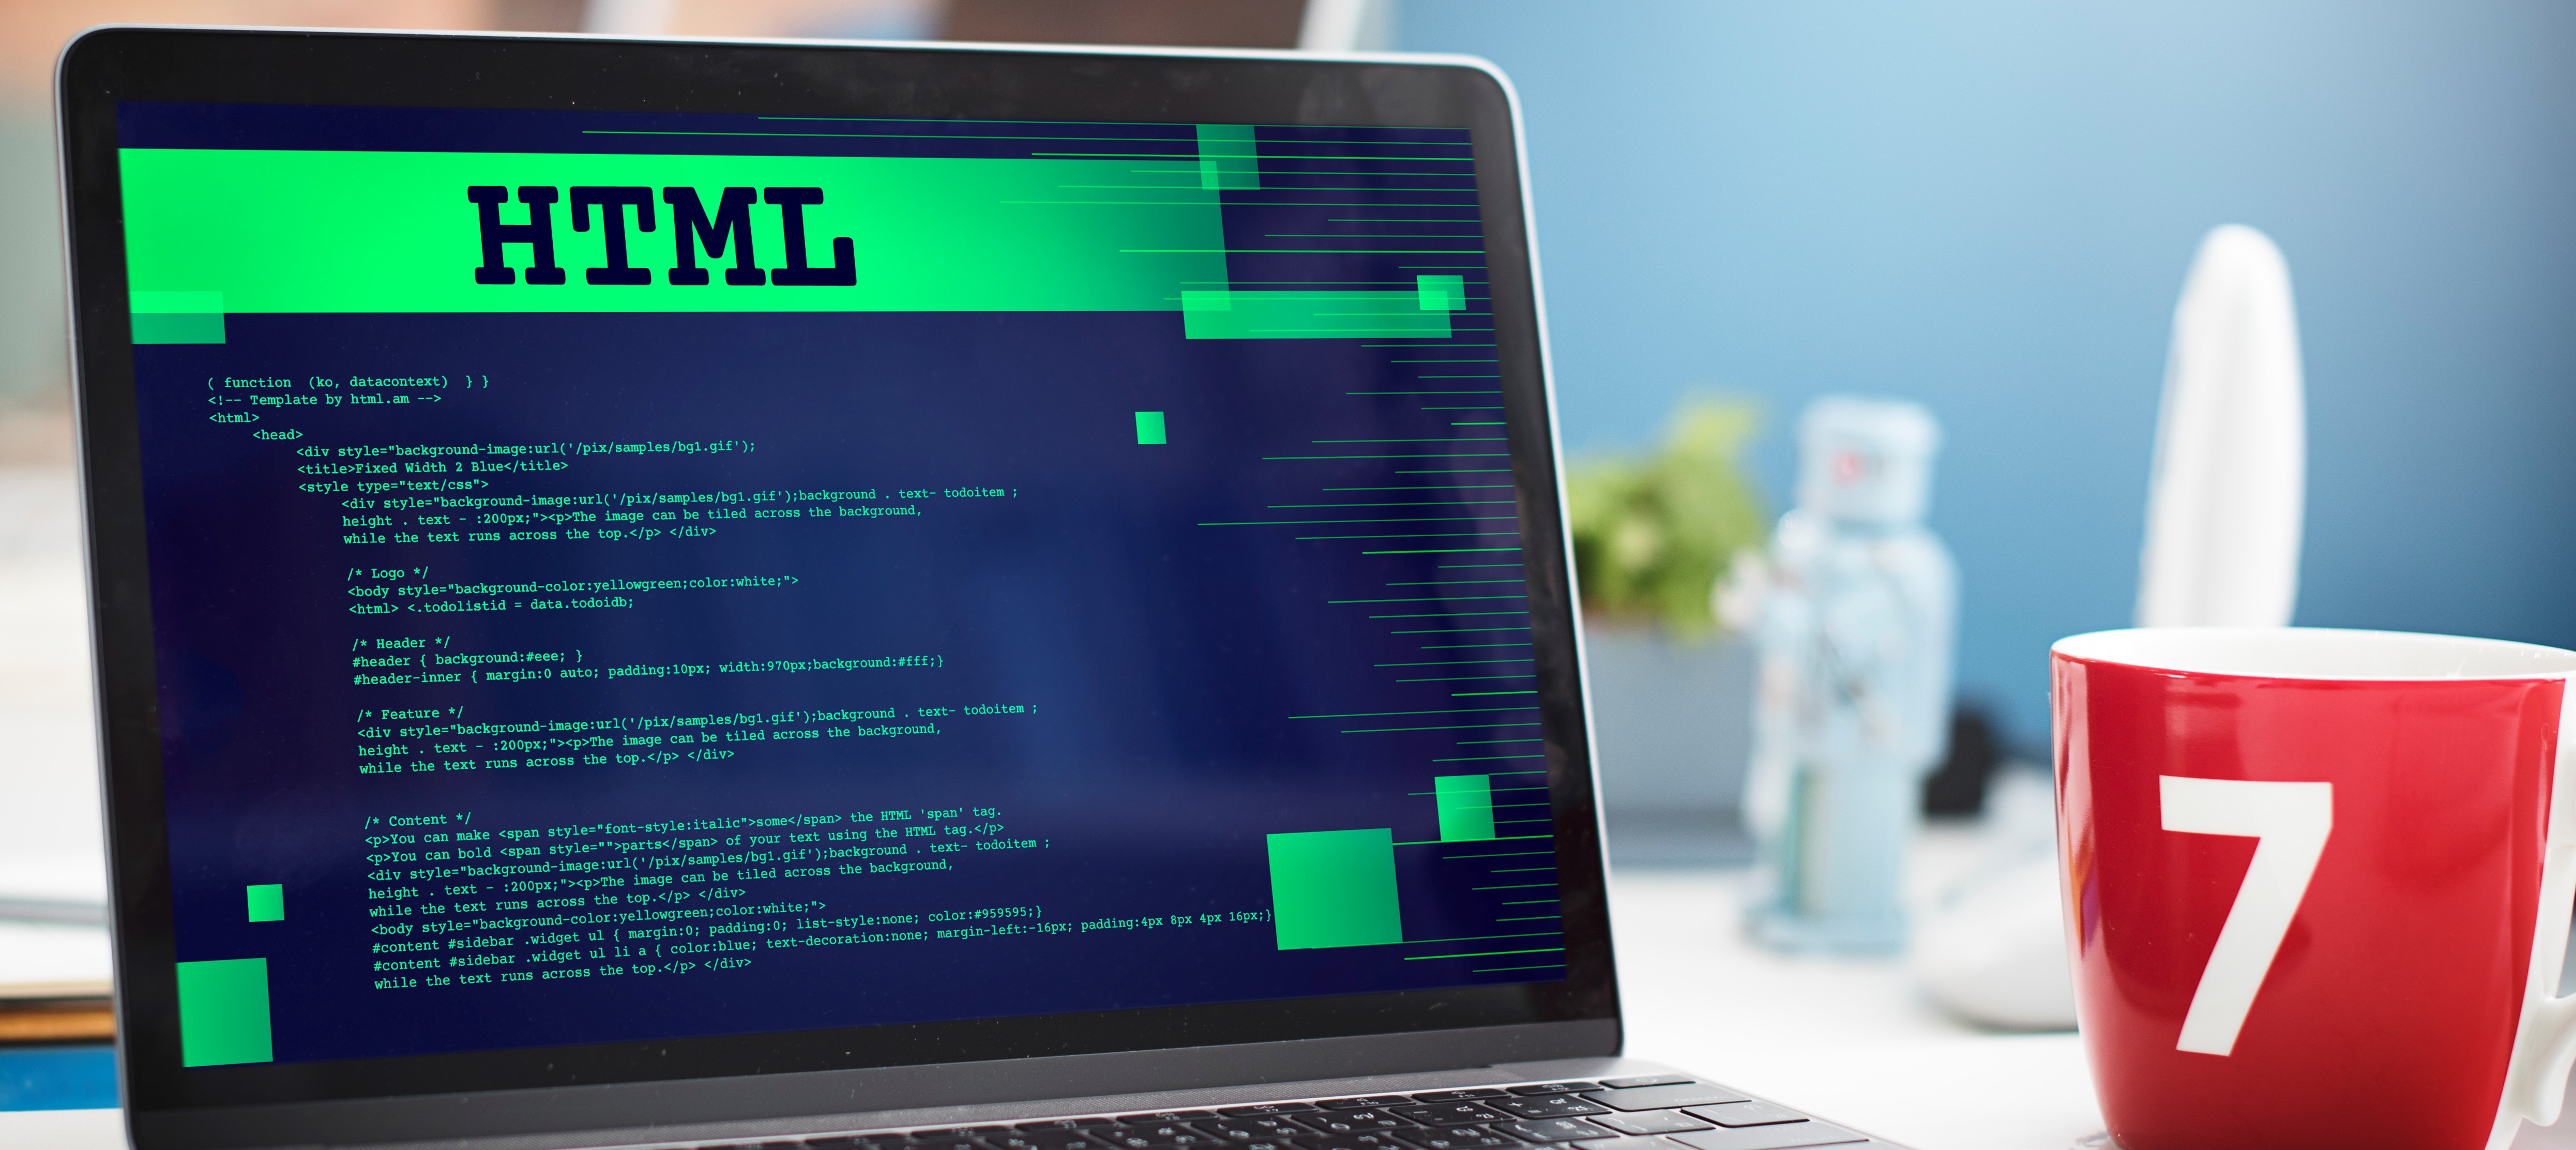 HTML
( function (ko, datacontext) } }
<!-- Template by html.am -->
<html>
<head>
<div style="background-image:url('/pix/samples/bg1.gif');
<title>Fixed Width 2 Blue</title>
<style type="text/css">
<div style="background-image:url('/pix/samples/bg1.gif');background . text- todoitem ;
height . text - :200px;"><p>The image can be tiled across the background,
while the text runs across the top.</p> </div>
/* Logo */
<body style="background-color:yellowgreen;color:white;">
<html> <.todolistid = data.todoidb;
/* Header */
#header { background:#eee; }
#header-inner { margin:0 auto; padding:10px; width:970px;background:#fff;}
/* Feature */
<div style="background-image:url('/pix/samples/bg1.gif');background . text- todoitem ;
height . text - :200px;"><p>The image can be tiled across the background,
while the text runs across the top.</p> </div>
/* Content */
<p>You can make <span style="font-style:italic">some</span> the HTML 'span' tag.
<p>You can bold <span style="">parts</span> of your text using the HTML tag.</p>
<div style="background-image:url('/pix/samples/bg1.gif');background . text- todoitem ;
height . text - :200px;"><p>The image can be tiled across the background,
while the text runs across the top.</p> </div>
<body style="background-color:yellowgreen;color:white;">
#content #sidebar .widget ul { margin:0; padding:0; list-style:none; color:#959595;}
#content #sidebar .widget ul li a { color:blue; text-decoration:none; margin-left:-16px; padding:4px 8px 4px 16px;}
while the text runs across the top.</p> </div>
7